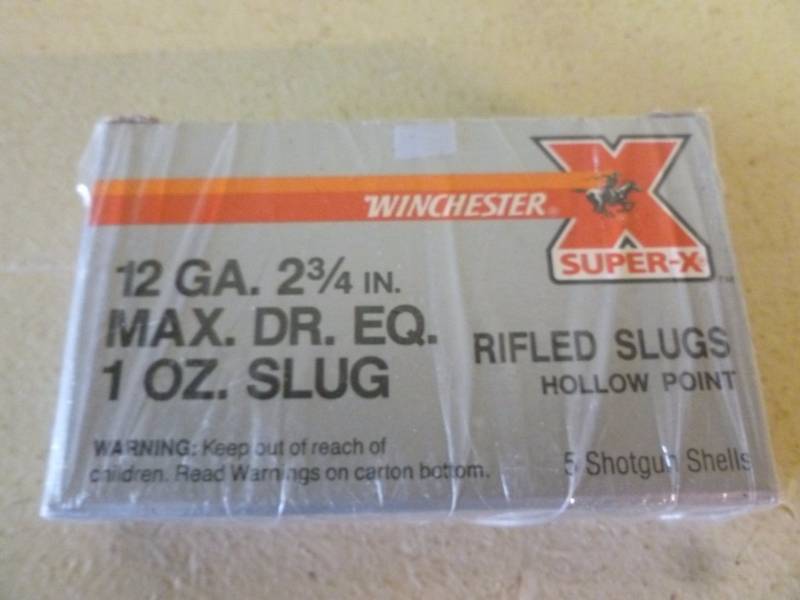 WINCHESTER®
X
SUPER-X™
12 GA. 2¾ IN.
MAX. DR. EQ.
1 OZ. SLUG
RIFLED SLUGS
HOLLOW POINT
WARNING: Keep out of reach of
children. Read Warnings on carton bottom.
5 Shotgun Shells